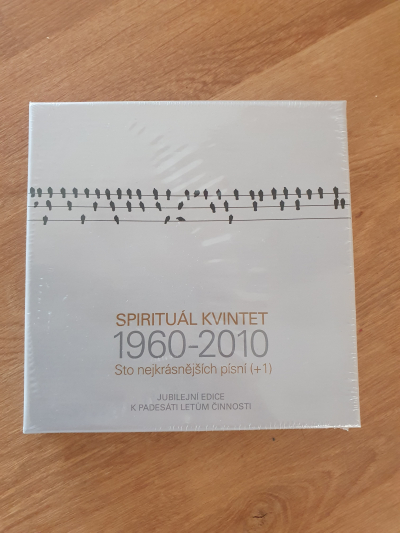 SPIRITUÁL KVINTET
1960-2010
Sto nejkrásnějších písní (+1)
JUBILEJNÍ EDICE
K PADESÁTI LETŮM ČINNOSTI